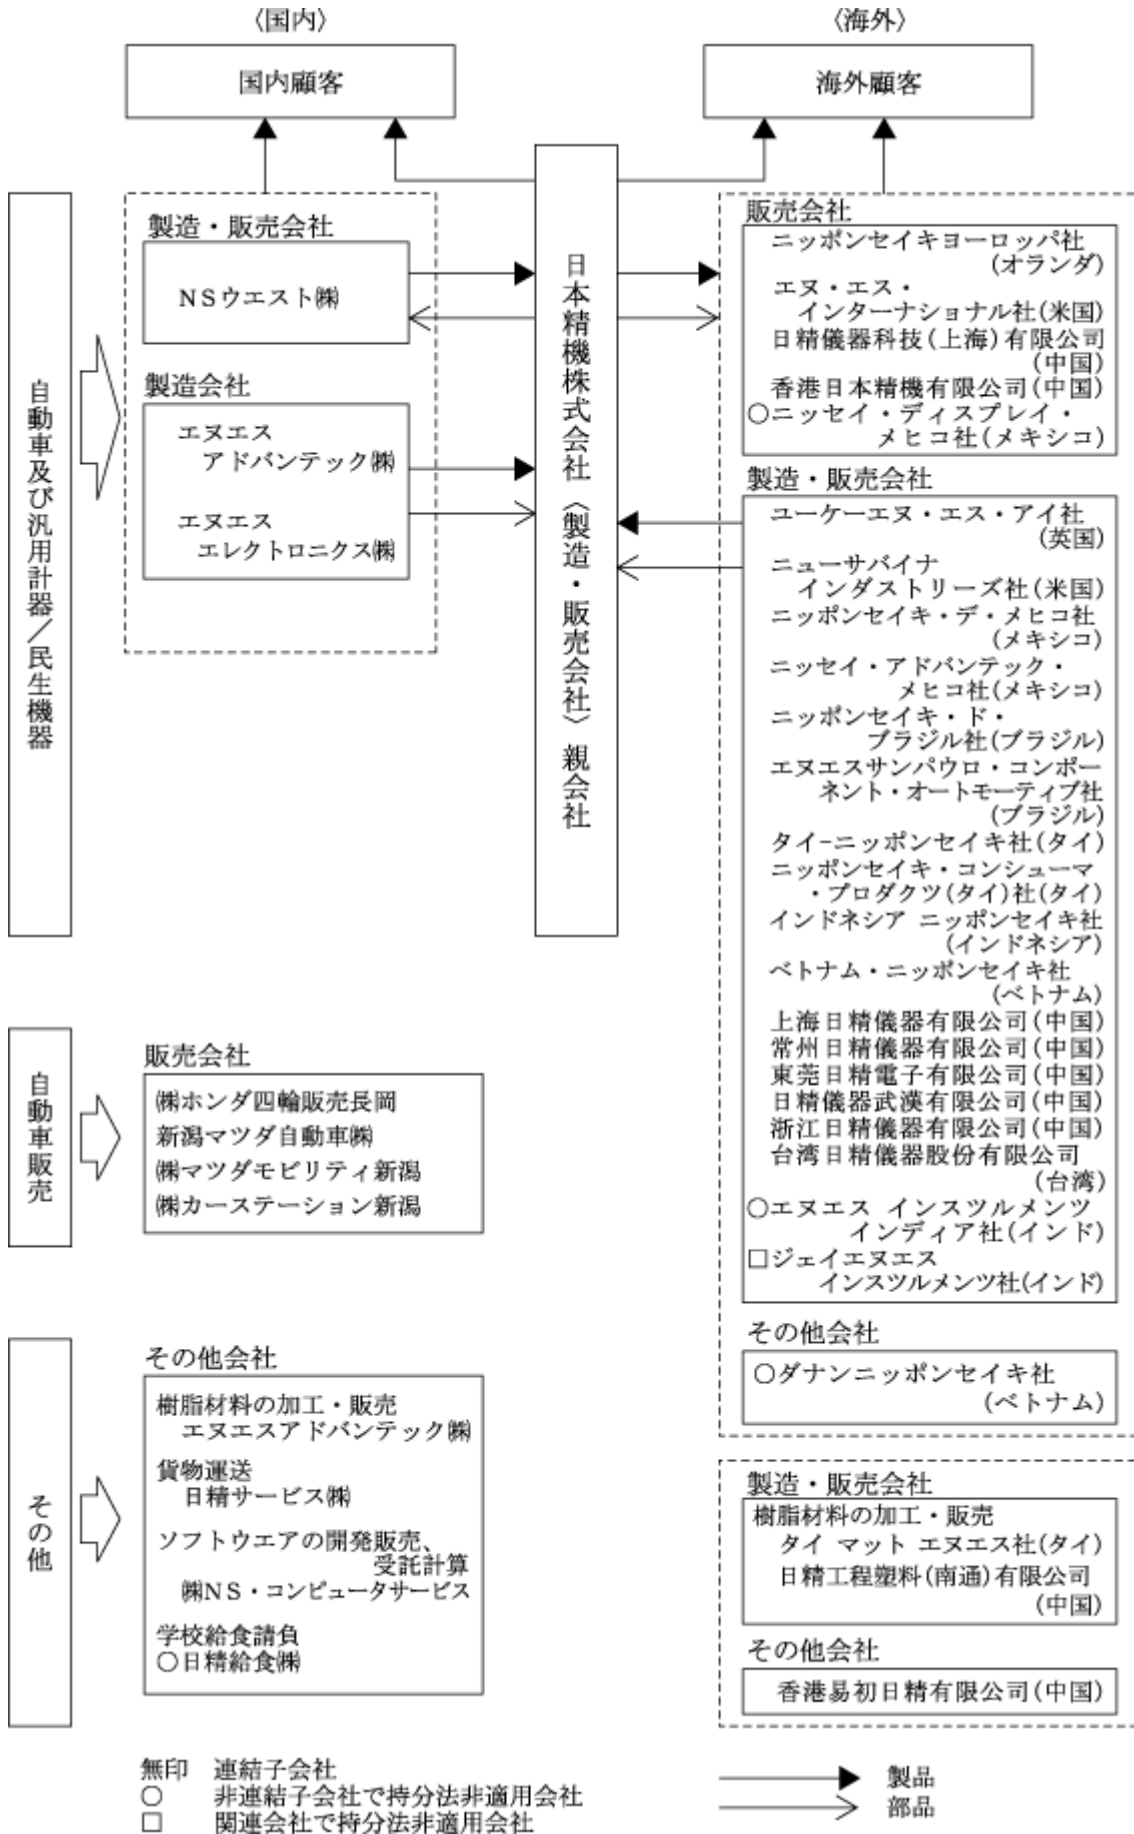 〈国内〉
〈海外〉
国内顧客
海外顧客
自動車及び汎用計器／民生機器
製造・販売会社
NSウエスト㈱
製造会社
エヌエス
アドバンテック㈱
エヌエス
エレクトロニクス㈱
日本精機株式会社〈製造・販売会社〉親会社
販売会社
ニッポンセイキヨーロッパ社
(オランダ)
エヌ・エス・
インターナショナル社(米国)
日精儀器科技(上海)有限公司
(中国)
香港日本精機有限公司(中国)
○ニッセイ・ディスプレイ・
メヒコ社(メキシコ)
製造・販売会社
ユーケーエヌ・エス・アイ社
(英国)
ニューサバイナ
インダストリーズ社(米国)
ニッポンセイキ・デ・メヒコ社
(メキシコ)
ニッセイ・アドバンテック・
メヒコ社(メキシコ)
ニッポンセイキ・ド・
ブラジル社(ブラジル)
エヌエスサンパウロ・コンポー
ネント・オートモーティブ社
(ブラジル)
タイ-ニッポンセイキ社(タイ)
ニッポンセイキ・コンシューマ
・プロダクツ(タイ)社(タイ)
インドネシア ニッポンセイキ社
(インドネシア)
ベトナム・ニッポンセイキ社
(ベトナム)
上海日精儀器有限公司(中国)
常州日精儀器有限公司(中国)
東莞日精電子有限公司(中国)
日精儀器武漢有限公司(中国)
浙江日精儀器有限公司(中国)
台湾日精儀器股份有限公司
(台湾)
○エヌエス インスツルメンツ
インディア社(インド)
□ジェイエヌエス
インスツルメンツ社(インド)
その他会社
○ダナンニッポンセイキ社
(ベトナム)
自動車販売
販売会社
㈱ホンダ四輪販売長岡
新潟マツダ自動車㈱
㈱マツダモビリティ新潟
㈱カーステーション新潟
その他
その他会社
樹脂材料の加工・販売
エヌエスアドバンテック㈱
貨物運送
日精サービス㈱
ソフトウエアの開発販売、
受託計算
㈱NS・コンピュータサービス
学校給食請負
○日精給食㈱
製造・販売会社
樹脂材料の加工・販売
タイ マット エヌエス社(タイ)
日精工程塑料(南通)有限公司
(中国)
その他会社
香港易初日精有限公司(中国)
無印 連結子会社
○ 非連結子会社で持分法非適用会社
□ 関連会社で持分法非適用会社
製品
部品